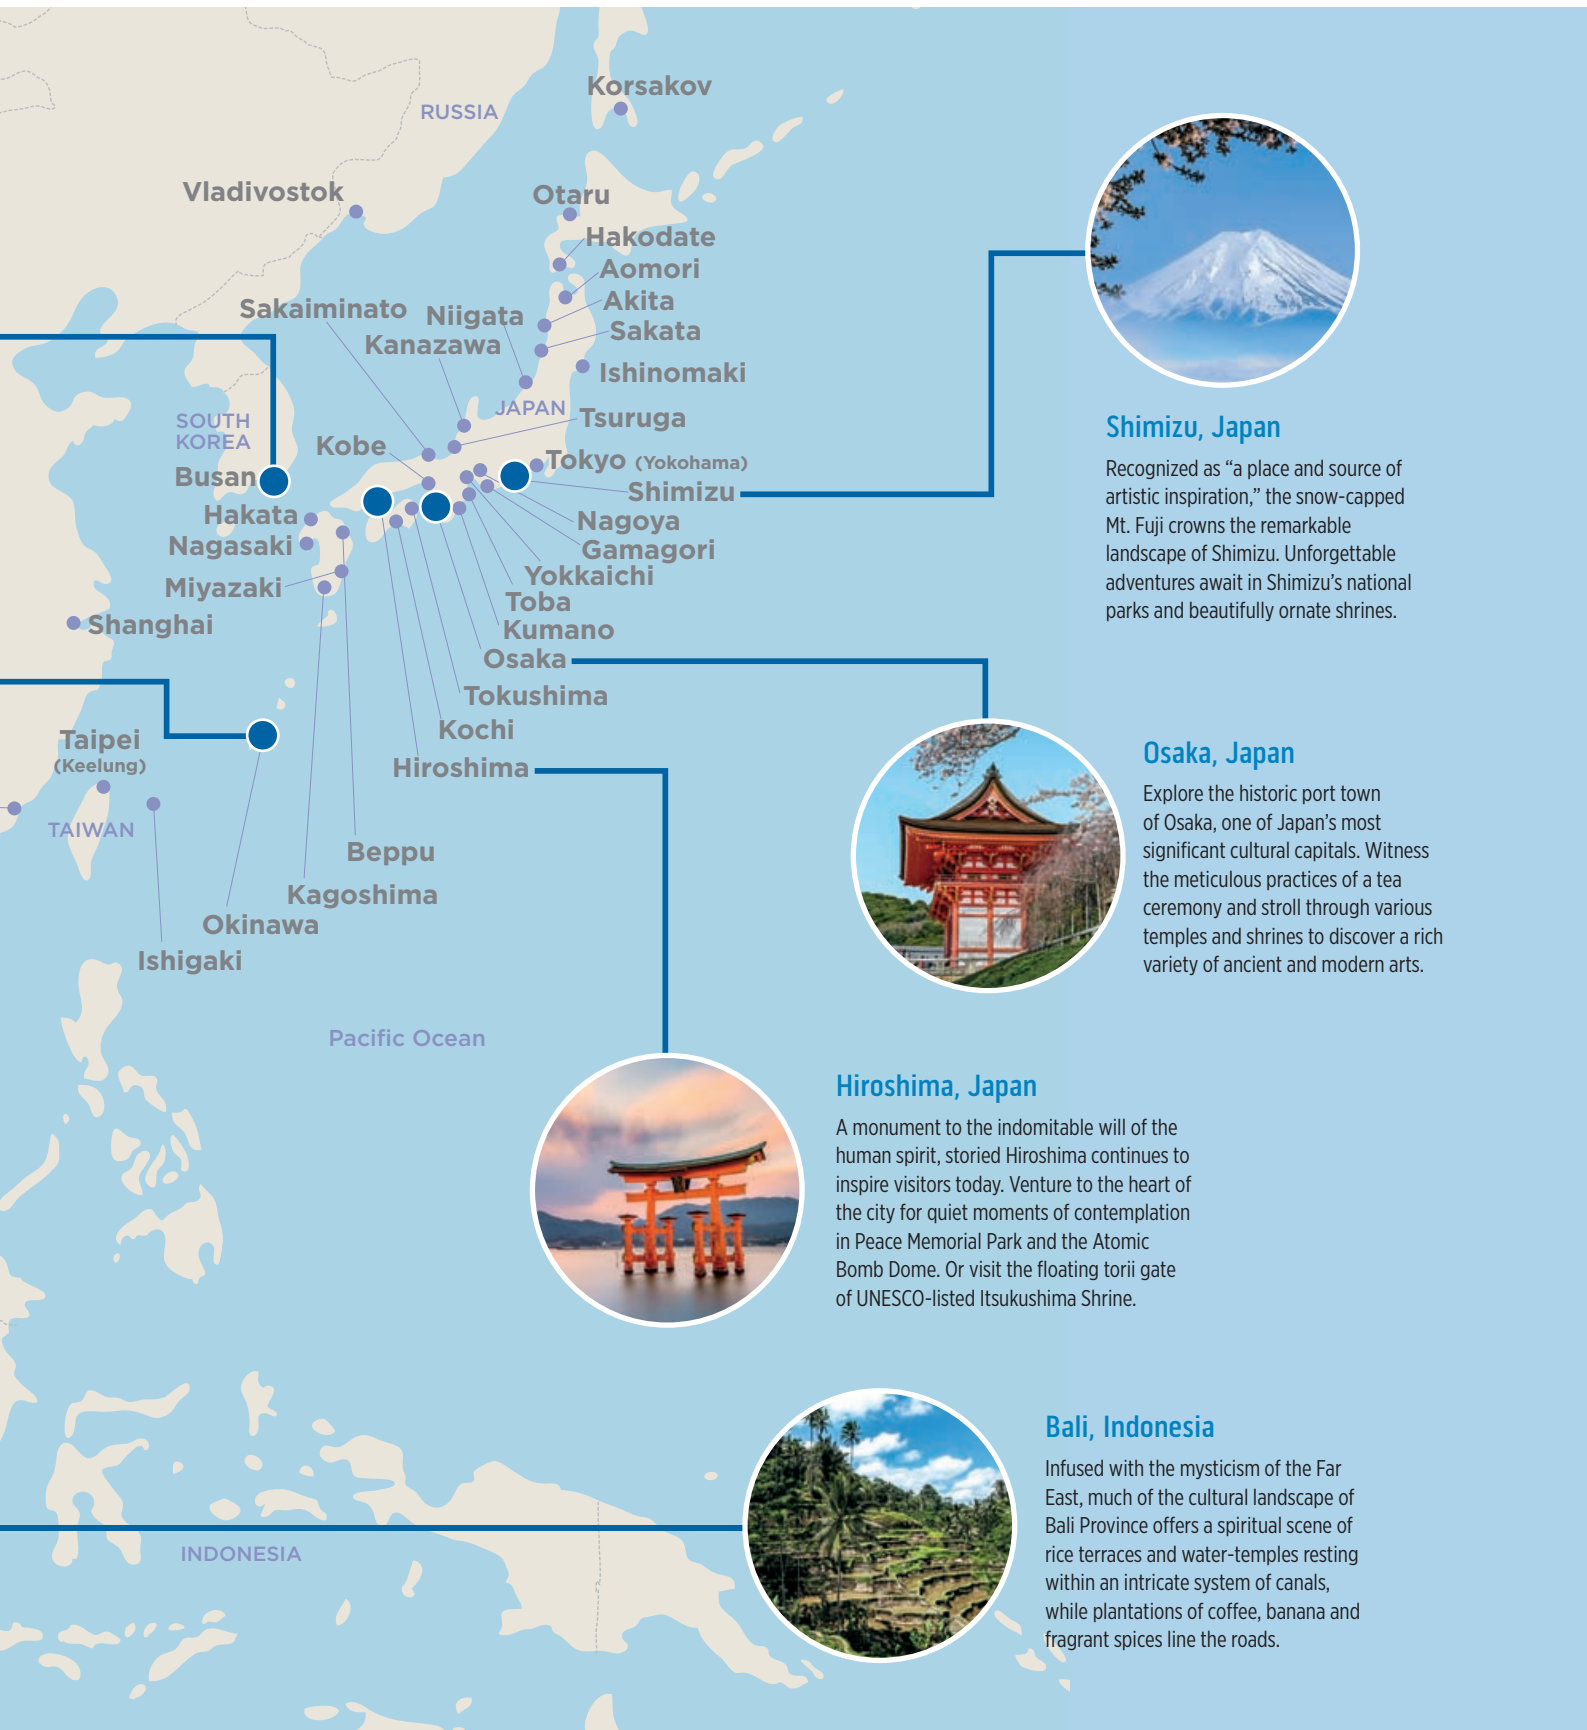 Korsakov
RUSSIA
Vladivostok
Otaru
Hakodate
Aomori
Sakaiminato
Niigata
Akita
Kanazawa
Sakata
Ishinomaki
JAPAN
Tsuruga
SOUTH
KOREA
Kobe
Tokyo (Yokohama)
Busan
Shimizu
Hakata
Nagoya
Nagasaki
Gamagori
Yokkaichi
Miyazaki
Toba
Shanghai
Kumano
Osaka
Tokushima
Kochi
Taipei
(Keelung)
Hiroshima
TAIWAN
Beppu
Kagoshima
Okinawa
Ishigaki
Pacific Ocean
INDONESIA
Shimizu, Japan
Recognized as “a place and source of
artistic inspiration,” the snow-capped
Mt. Fuji crowns the remarkable
landscape of Shimizu. Unforgettable
adventures await in Shimizu’s national
parks and beautifully ornate shrines.
Osaka, Japan
Explore the historic port town
of Osaka, one of Japan’s most
significant cultural capitals. Witness
the meticulous practices of a tea
ceremony and stroll through various
temples and shrines to discover a rich
variety of ancient and modern arts.
Hiroshima, Japan
A monument to the indomitable will of the
human spirit, storied Hiroshima continues to
inspire visitors today. Venture to the heart of
the city for quiet moments of contemplation
in Peace Memorial Park and the Atomic
Bomb Dome. Or visit the floating torii gate
of UNESCO-listed Itsukushima Shrine.
Bali, Indonesia
Infused with the mysticism of the Far
East, much of the cultural landscape of
Bali Province offers a spiritual scene of
rice terraces and water-temples resting
within an intricate system of canals,
while plantations of coffee, banana and
fragrant spices line the roads.